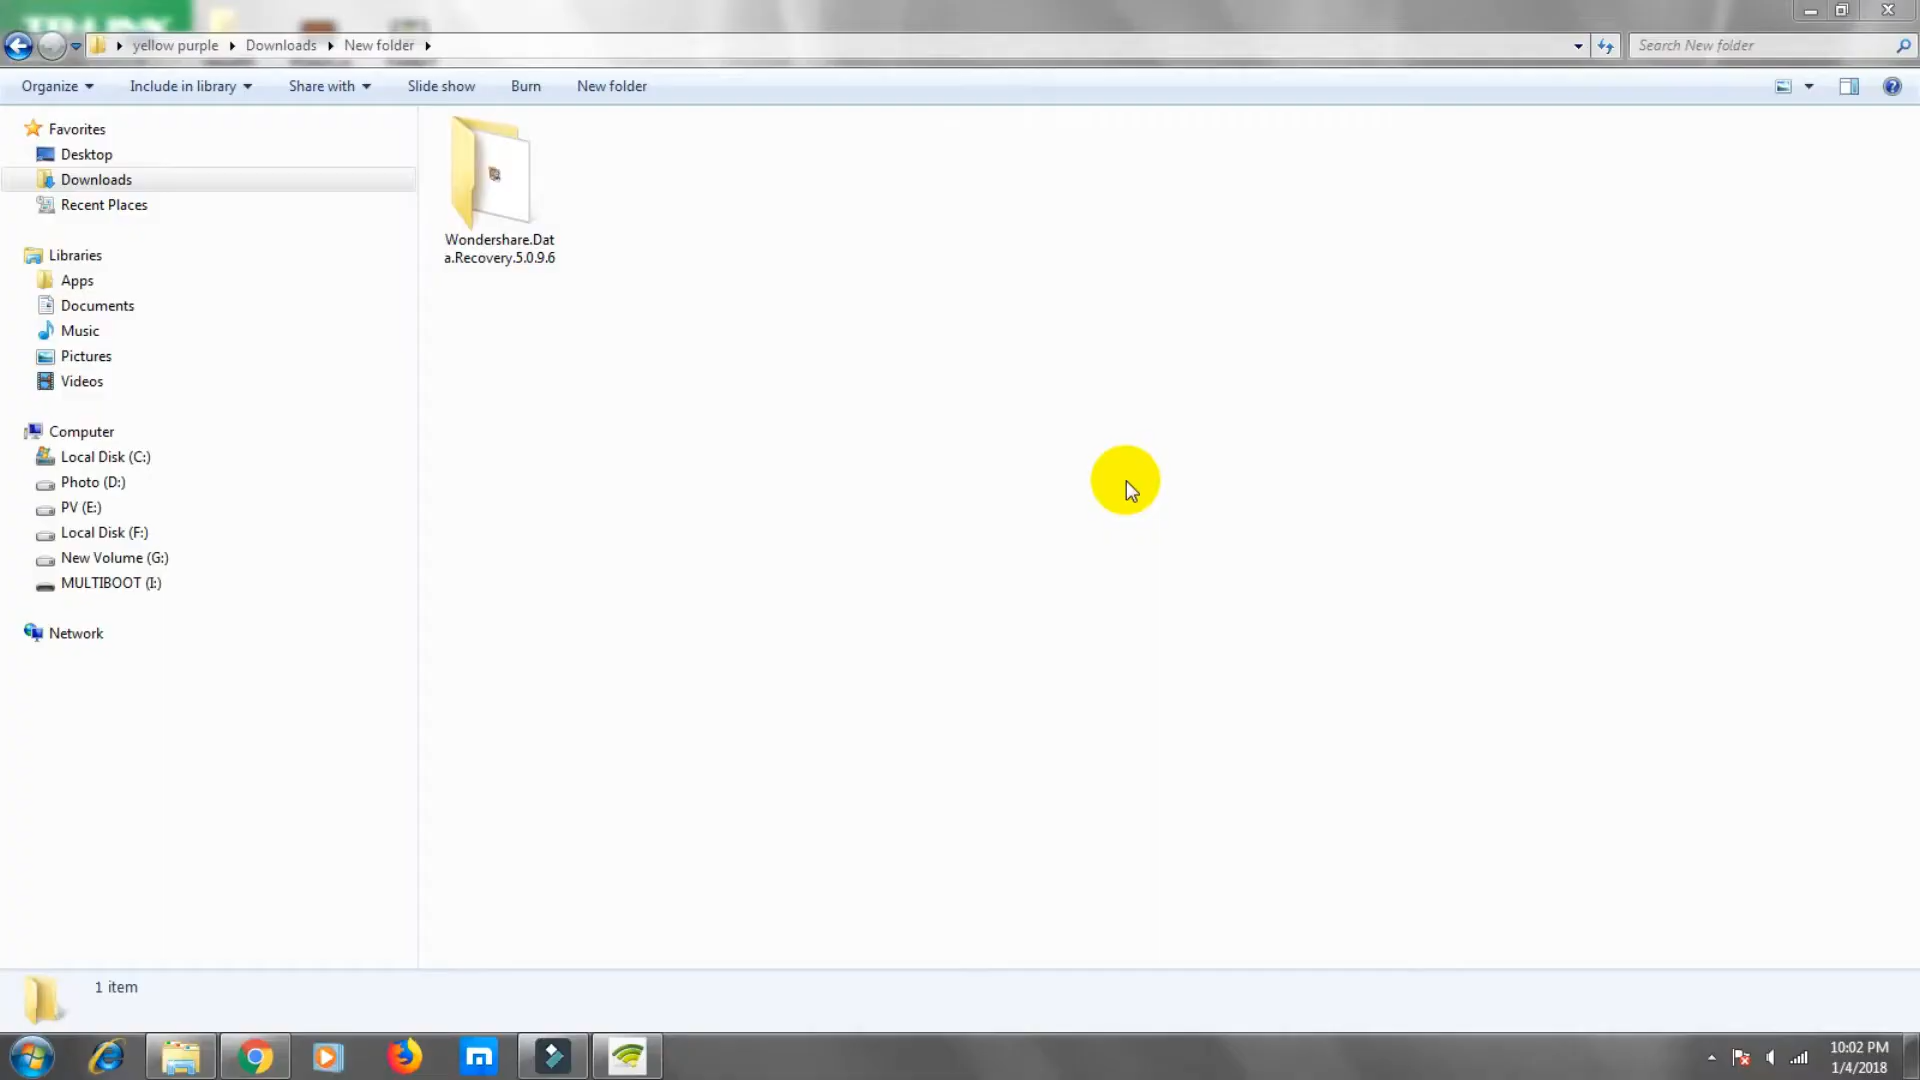 yellow purple Downloads New folder
Search New folder
Organize Include in library Share with Slide show Burn New folder
Favorites
Desktop
Downloads
Recent Places
Libraries
Apps
Documents
Music
Pictures
Videos
Computer
Local Disk (C:)
Photo (D:)
PV (E:)
Local Disk (F:)
New Volume (G:)
MULTIBOOT (I:)
Network
Wondershare.Dat
a.Recovery.5.0.9.6
1 item
10:02 PM
1/4/2018